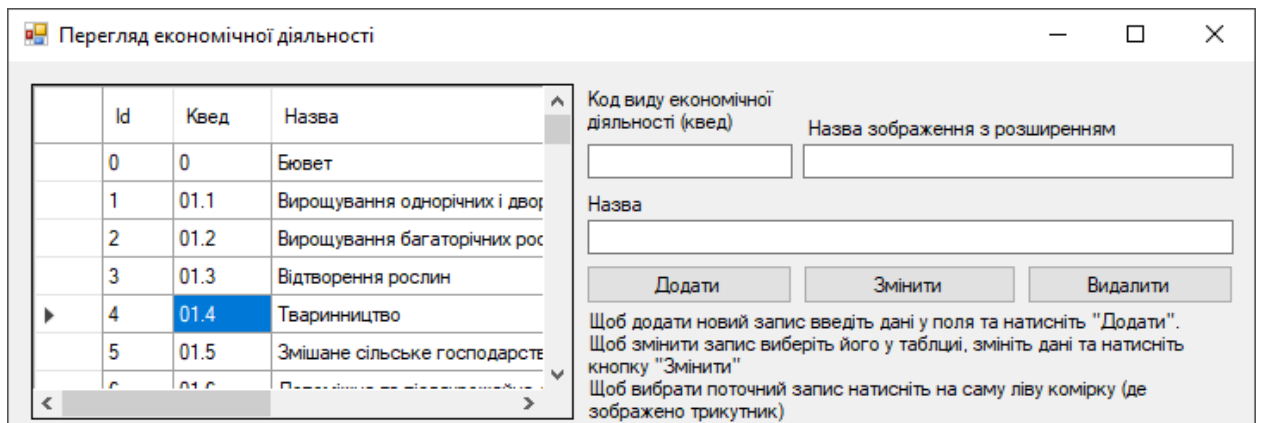 Перегляд економічної діяльності
Id Квед Назва
0 0 Бювет
1 01.1 Вирощування однорічних і двор
2 01.2 Вирощування багаторічних рос
3 01.3 Відтворення рослин
4 01.4 Тваринництво
5 01.5 Змішане сільське господарств
Код виду економічної
діяльності (квед)
Назва зображення з розширенням
Назва
Додати Змінити Видалити
Щоб додати новий запис введіть дані у поля та натисніть "Додати".
Щоб змінити запис виберіть його у таблциі, змініть дані та натисніть
кнопку "Змінити"
Щоб вибрати поточний запис натисніть на саму ліву комірку (де
зображено трикутник)